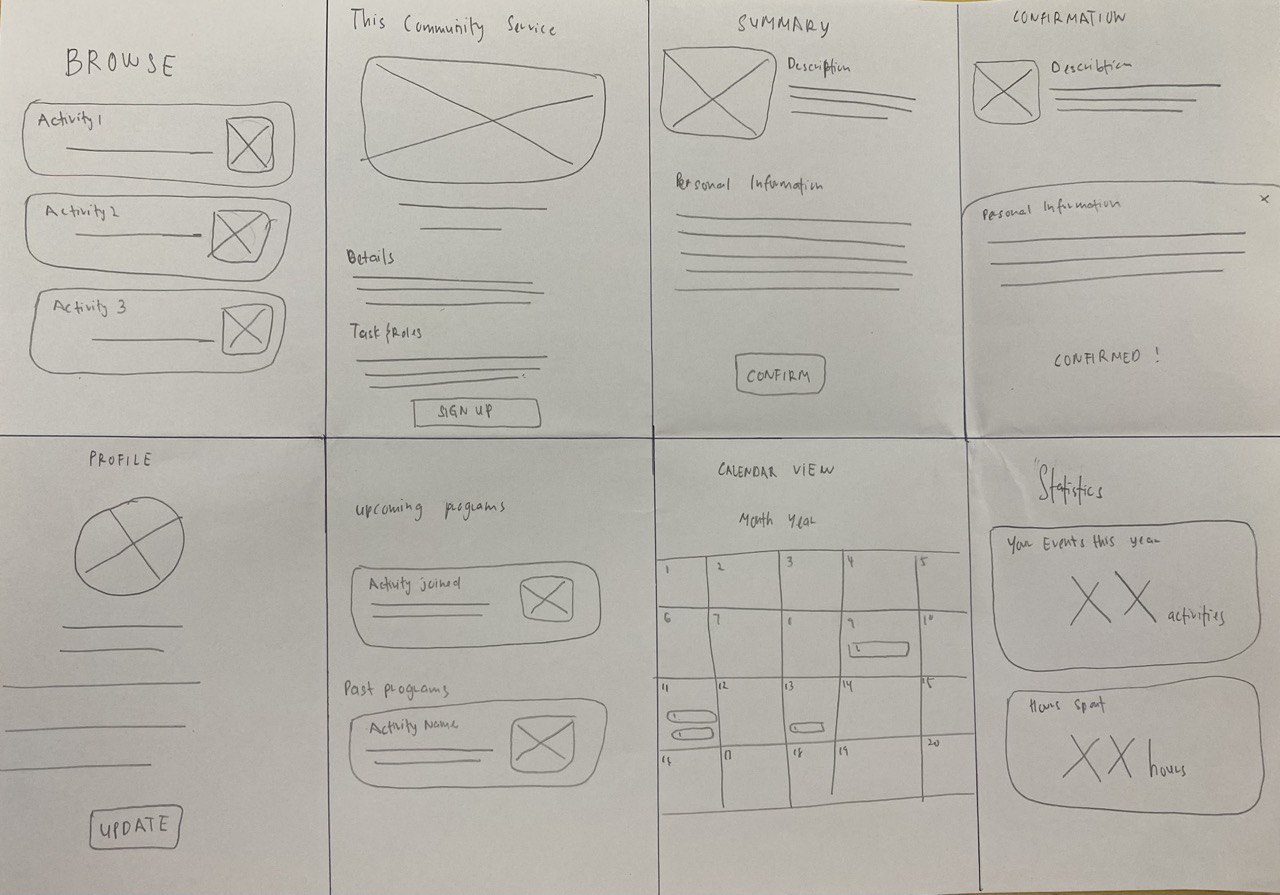 BROWSE
Activity 1
Activity 2
Activity 3
This Community Service
Details
Task & Roles
SIGN UP
SUMMARY
Description
Personal Information
CONFIRM
CONFIRMATION
Description
Personal Information
x
CONFIRMED !
PROFILE
UPDATE
upcoming programs
Activity joined
Past programs
Activity Name
CALENDAR VIEW
Month Year
1 2 3 4 5
6 7 8 9 10
11 12 13 14 15
16 17 18 19 20
Statistics
Your Events this year
XX activities
Hours Spent
XX hours